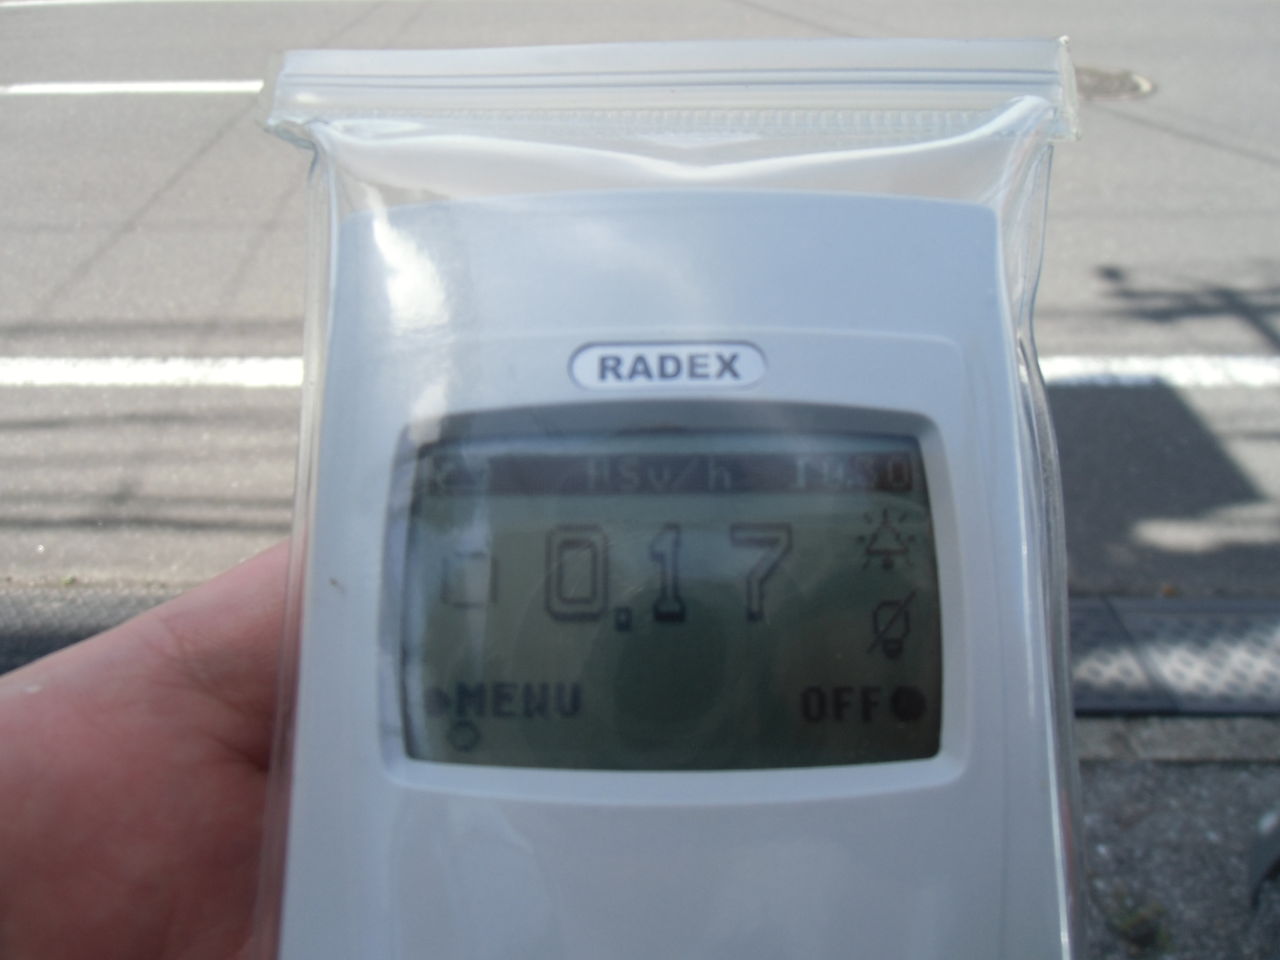 RADEX
µSv/h
0.17
MENU
OFF